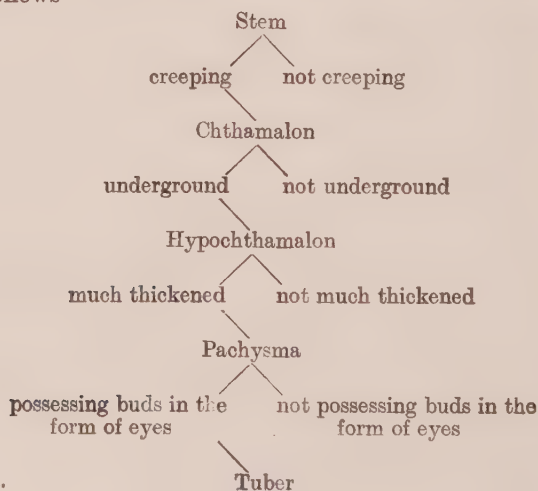 Stem
creeping not creeping
Chthamalon
underground not underground
Hypochthamalon
much thickened not much thickened
Pachysma
possessing buds in the not possessing buds in the
form of eyes form of eyes
Tuber